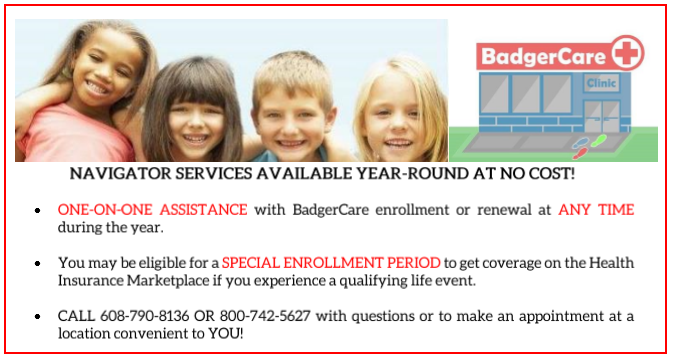 BadgerCare
Clinic
NAVIGATOR SERVICES AVAILABLE YEAR-ROUND AT NO COST!
• ONE-ON-ONE ASSISTANCE with BadgerCare enrollment or renewal at ANY TIME
during the year.
• You may be eligible for a SPECIAL ENROLLMENT PERIOD to get coverage on the Health
Insurance Marketplace if you experience a qualifying life event.
• CALL 608-790-8136 OR 800-742-5627 with questions or to make an appointment at a
location convenient to YOU!